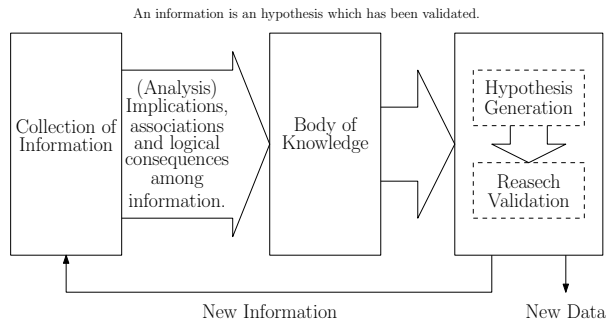 An information is an hypothesis which has been validated.
Collection of
Information
(Analysis)
Implications,
associations
and logical
consequences
among
information.
Body of
Knowledge
Hypothesis
Generation
Reasech
Validation
New Information
New Data